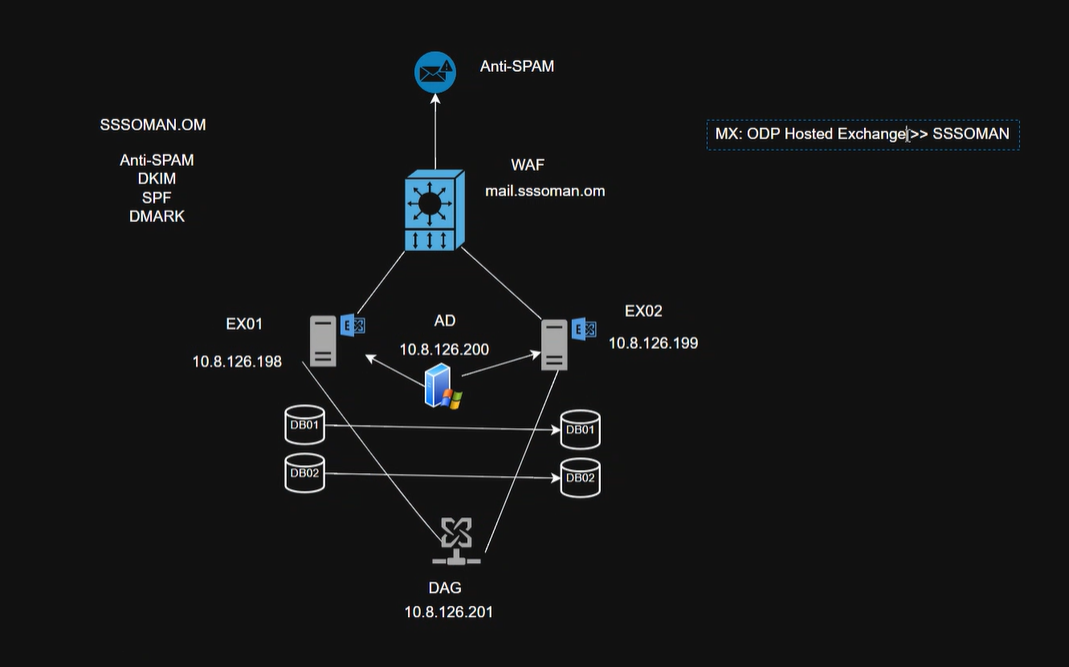 Anti-SPAM
SSSOMAN.OM
MX: ODP Hosted Exchange>> SSSOMAN
Anti-SPAM
DKIM
SPF
DMARK
WAF
mail.sssoman.om
EX01
10.8.126.198
AD
10.8.126.200
EX02
10.8.126.199
DB01
DB01
DB02
DB02
DAG
10.8.126.201